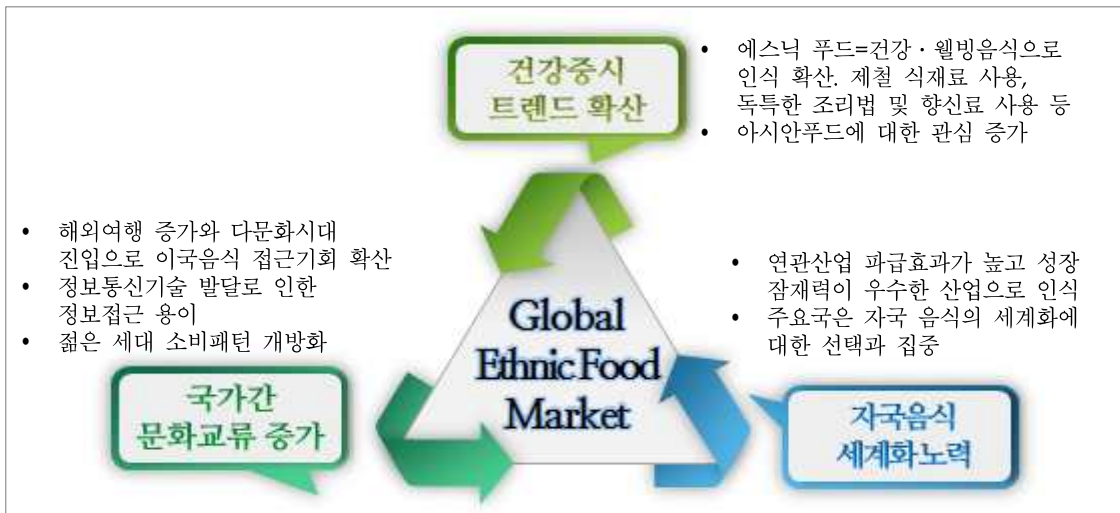 건강중시
트렌드 확산
• 에스닉 푸드=건강·웰빙음식으로
인식 확산. 제철 식재료 사용,
독특한 조리법 및 향신료 사용 등
• 아시안푸드에 대한 관심 증가
• 해외여행 증가와 다문화시대
진입으로 이국음식 접근기회 확산
• 정보통신기술 발달로 인한
정보접근 용이
• 젊은 세대 소비패턴 개방화
국가간
문화교류 증가
Global
Ethnic Food
Market
• 연관산업 파급효과가 높고 성장
잠재력이 우수한 산업으로 인식
• 주요국은 자국 음식의 세계화에
대한 선택과 집중
자국음식
세계화노력